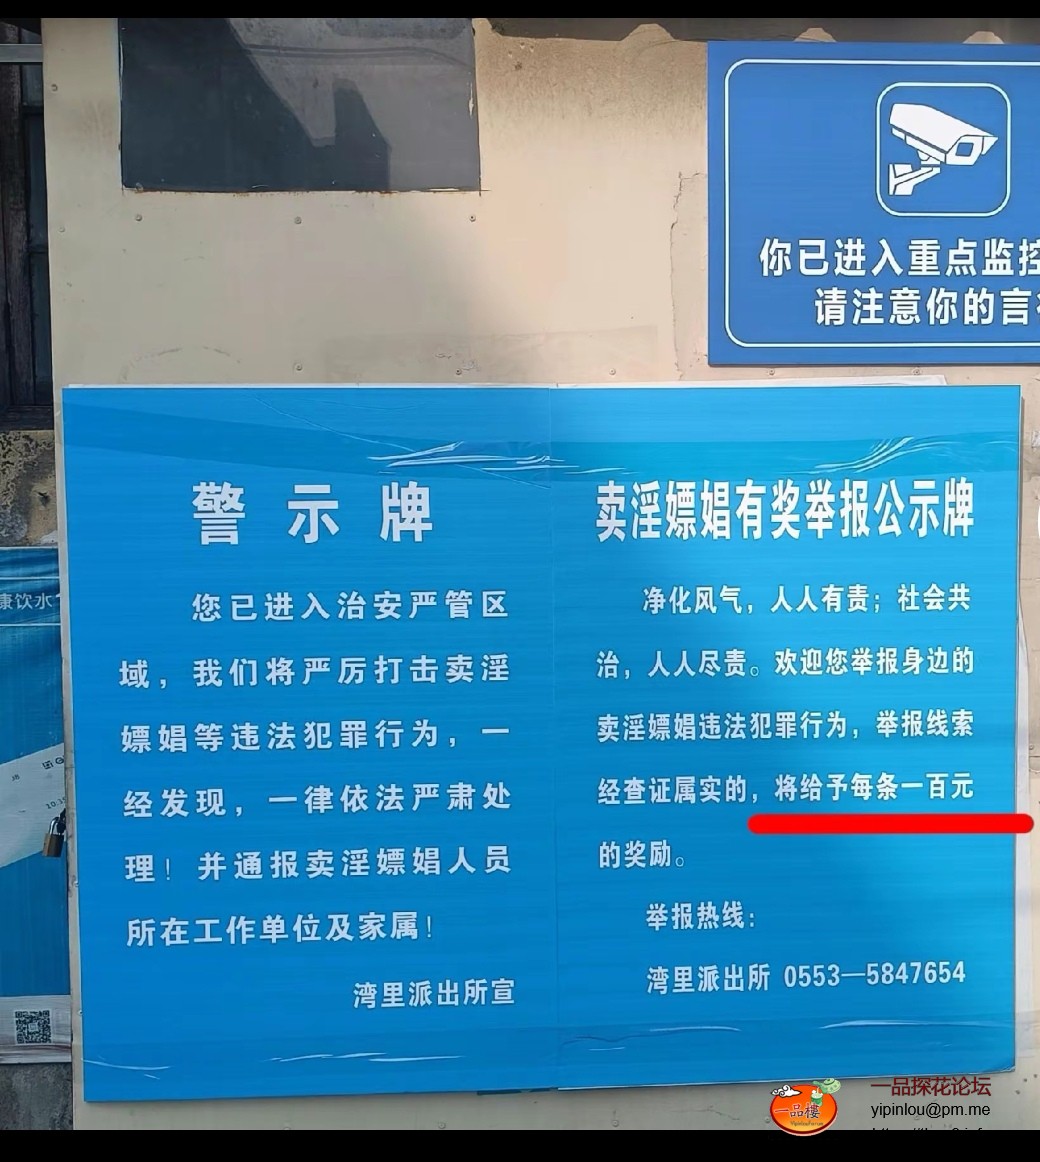 你已进入重点监控
请注意你的言行
警示牌
您已进入治安严管区
域，我们将严厉打击卖淫
嫖娼等违法犯罪行为，一
经发现，一律依法严肃处
理！并通报卖淫嫖娼人员
所在工作单位及家属！
湾里派出所宣
卖淫嫖娼有奖举报公示牌
净化风气，人人有责；社会共
治，人人尽责。欢迎您举报身边的
卖淫嫖娼违法犯罪行为，举报线索
经查证属实的，将给予每条一百元
的奖励。
举报热线：
湾里派出所 0553—5847654
康饮水
一品楼
一品探花论坛
yipinlou@pm.me